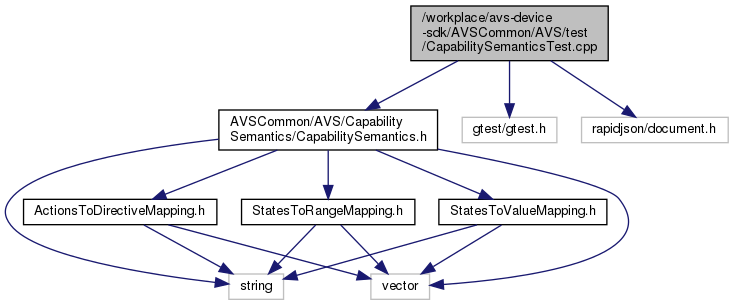 /workplace/avs-device
-sdk/AVSCommon/AVS/test
/CapabilitySemanticsTest.cpp
AVSCommon/AVS/Capability
Semantics/CapabilitySemantics.h
gtest/gtest.h
rapidjson/document.h
ActionsToDirectiveMapping.h
StatesToRangeMapping.h
StatesToValueMapping.h
string
vector